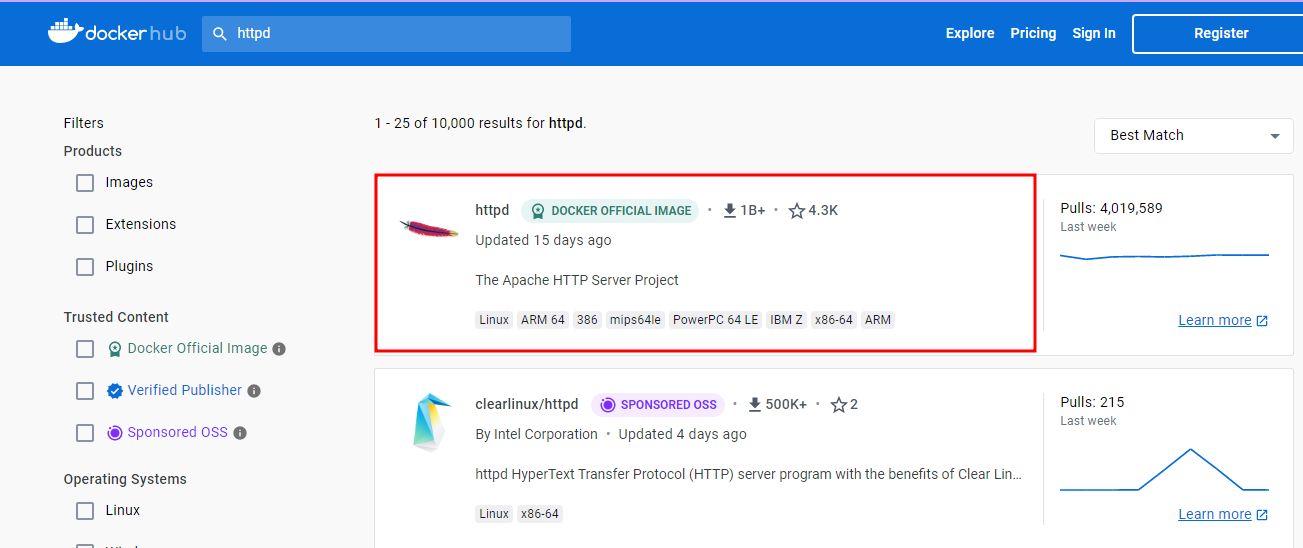 docker hub
httpd
Explore
Pricing
Sign In
Register
Filters
Products
Images
Extensions
Plugins
Trusted Content
Docker Official Image
Verified Publisher
Sponsored OSS
Operating Systems
Linux
1 - 25 of 10,000 results for httpd.
Best Match
httpd DOCKER OFFICIAL IMAGE • 1B+ • 4.3K
Updated 15 days ago
The Apache HTTP Server Project
Linux ARM 64 386 mips64le PowerPC 64 LE IBM Z x86-64 ARM
Pulls: 4,019,589
Last week
Learn more
clearlinux/httpd SPONSORED OSS • 500K+ • 2
By Intel Corporation • Updated 4 days ago
httpd HyperText Transfer Protocol (HTTP) server program with the benefits of Clear Lin...
Linux x86-64
Pulls: 215
Last week
Learn more